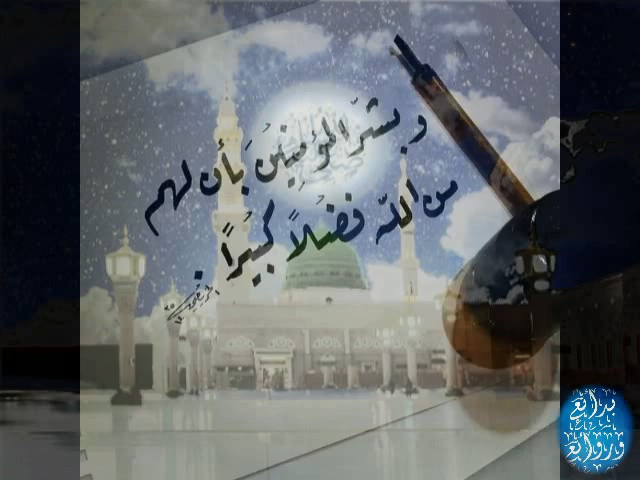 وبشر المؤمنين بأن لهم
من الله فضلاً كبيراً
بدائع
وروائع